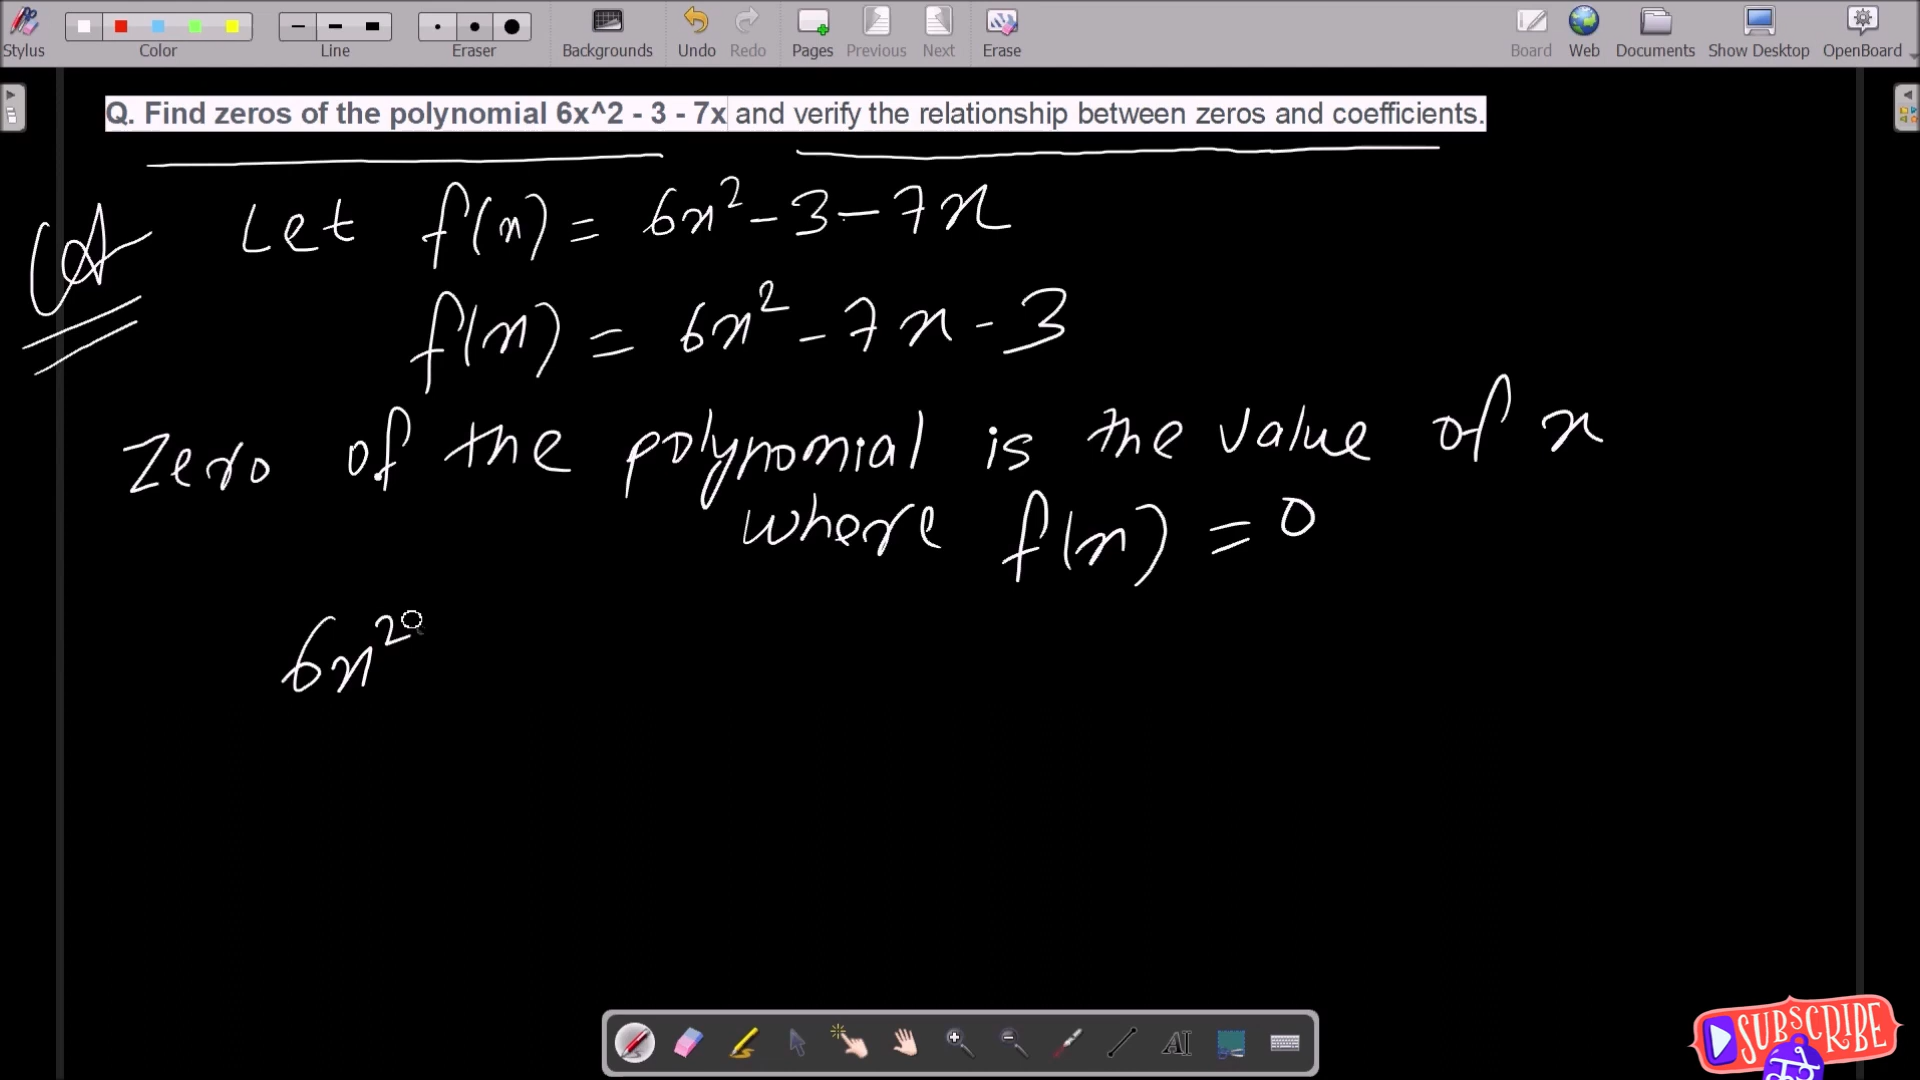 Stylus Color Line Eraser Backgrounds Undo Redo Pages Previous Next Erase Board Web Documents Show Desktop OpenBoard
Q. Find zeros of the polynomial 6x^2 - 3 - 7x and verify the relationship between zeros and coefficients.
Let f(x) = 6x² - 3 - 7x
f(x) = 6x² - 7x - 3
Zero of the polynomial is the value of x
where f(x) = 0
6x²
AI
SUBSCRIBE